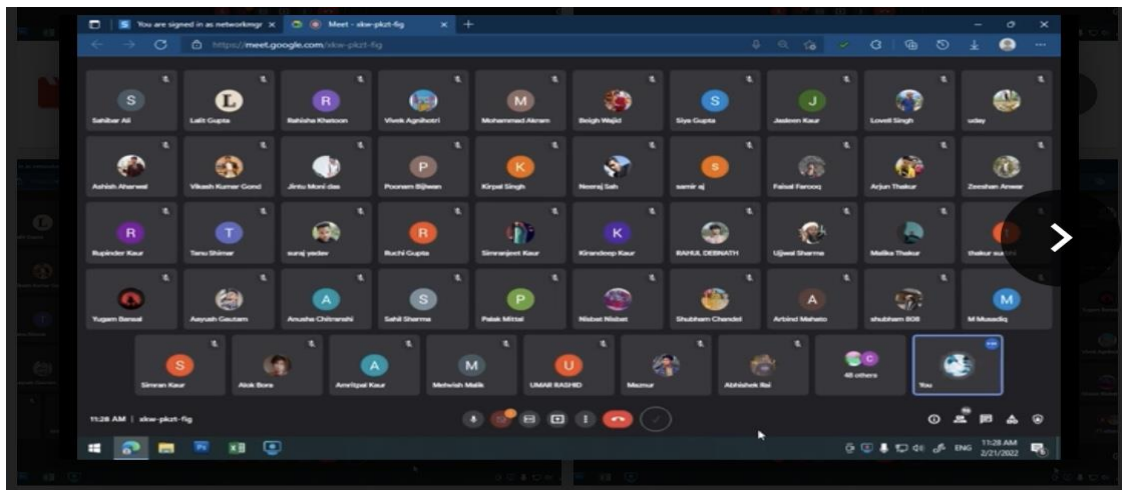 You are signed in as networkmgr
Meet - xkw-pkzt-fig
https://meet.google.com/xkw-pkzt-fig
S L R M S J
Sahibar Ali Lalit Gupta Rahisha Khatoon Vivek Agnihotri Mohammad Akram Beigh Wajid Siya Gupta Jasleen Kaur Lovell Singh uday
P K S
Ashish Aharwal Vikash Kumar Gond Jintu Moni das Poonam Bijlwan Kirpal Singh Neeraj Sah samir aj Faisal Farooq Arjun Thakur Zeeshan Anwer
R T R K
Rupinder Kaur Tanu Shimar suraj yadav Ruchi Gupta Simranjeet Kaur Kirandeep Kaur RAHUL DEBNATH Ujjwal Sharma Malika Thakur thakur
A S P A M
Yugam Bansal Aayush Gautam Anusha Chitranshi Sahil Sharma Palak Mittal Nisbat Nisbat Shubham Chandel Arbind Mahato shubham 808 M Musadiq
S A M U C
Simran Kaur Alok Bora Amritpal Kaur Mehwish Malik UMAR RASHID Maznur Abhishek Rai 48 others You
11:28 AM | xkw-pkzt-fig
ENG 11:28 AM
2/21/2022